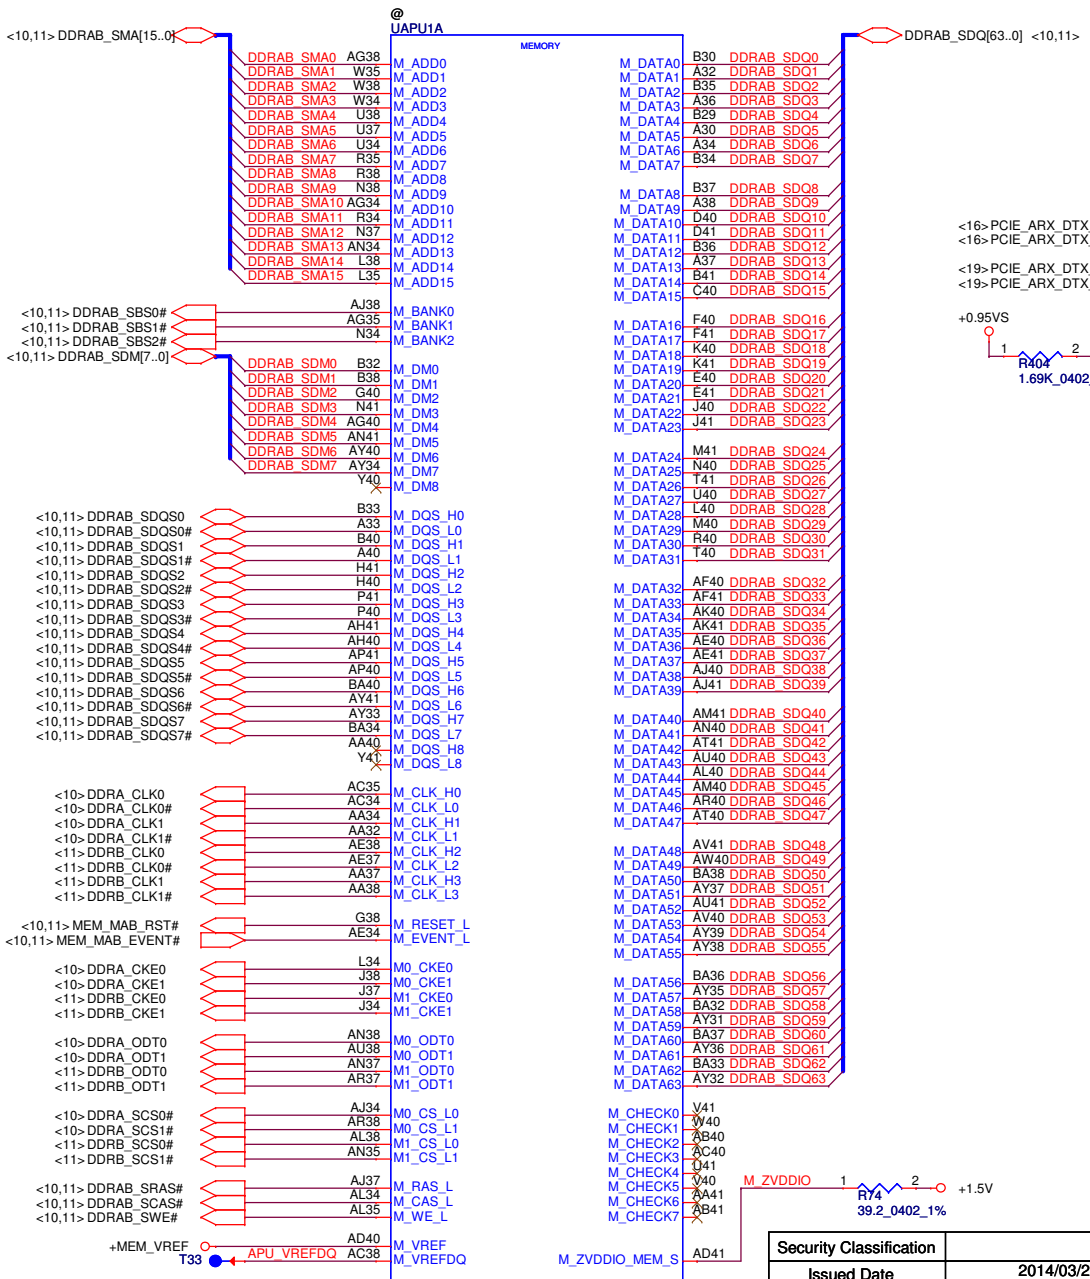 @
UAPU1A
MEMORY
<10,11> DDRAB_SMA[15..0]
DDRAB_SDQ[63..0] <10,11>
DDRAB_SMA0 AG38 M_ADD0
DDRAB_SMA1 W35 M_ADD1
DDRAB_SMA2 W38 M_ADD2
DDRAB_SMA3 W34 M_ADD3
DDRAB_SMA4 U38 M_ADD4
DDRAB_SMA5 U37 M_ADD5
DDRAB_SMA6 U34 M_ADD6
DDRAB_SMA7 R35 M_ADD7
DDRAB_SMA8 R38 M_ADD8
DDRAB_SMA9 N38 M_ADD9
DDRAB_SMA10 AG34 M_ADD10
DDRAB_SMA11 R34 M_ADD11
DDRAB_SMA12 N37 M_ADD12
DDRAB_SMA13 AN34 M_ADD13
DDRAB_SMA14 L38 M_ADD14
DDRAB_SMA15 L35 M_ADD15
<10,11> DDRAB_SBS0# AJ38 M_BANK0
<10,11> DDRAB_SBS1# AG35 M_BANK1
<10,11> DDRAB_SBS2# N34 M_BANK2
<10,11> DDRAB_SDM[7..0]
DDRAB_SDM0 B32 M_DM0
DDRAB_SDM1 B38 M_DM1
DDRAB_SDM2 G40 M_DM2
DDRAB_SDM3 N41 M_DM3
DDRAB_SDM4 AG40 M_DM4
DDRAB_SDM5 AN41 M_DM5
DDRAB_SDM6 AY40 M_DM6
DDRAB_SDM7 AY34 M_DM7
Y40 M_DM8
<10,11> DDRAB_SDQS0 B33 M_DQS_H0
<10,11> DDRAB_SDQS0# A33 M_DQS_L0
<10,11> DDRAB_SDQS1 B40 M_DQS_H1
<10,11> DDRAB_SDQS1# A40 M_DQS_L1
<10,11> DDRAB_SDQS2 H41 M_DQS_H2
<10,11> DDRAB_SDQS2# H40 M_DQS_L2
<10,11> DDRAB_SDQS3 P41 M_DQS_H3
<10,11> DDRAB_SDQS3# P40 M_DQS_L3
<10,11> DDRAB_SDQS4 AH41 M_DQS_H4
<10,11> DDRAB_SDQS4# AH40 M_DQS_L4
<10,11> DDRAB_SDQS5 AP41 M_DQS_H5
<10,11> DDRAB_SDQS5# AP40 M_DQS_L5
<10,11> DDRAB_SDQS6 BA40 M_DQS_H6
<10,11> DDRAB_SDQS6# AY41 M_DQS_L6
<10,11> DDRAB_SDQS7 AY33 M_DQS_H7
<10,11> DDRAB_SDQS7# BA34 M_DQS_L7
AA40 M_DQS_H8
Y41 M_DQS_L8
<10> DDRA_CLK0 AC35 M_CLK_H0
<10> DDRA_CLK0# AC34 M_CLK_L0
<10> DDRA_CLK1 AA34 M_CLK_H1
<10> DDRA_CLK1# AA32 M_CLK_L1
<11> DDRB_CLK0 AE38 M_CLK_H2
<11> DDRB_CLK0# AE37 M_CLK_L2
<11> DDRB_CLK1 AA37 M_CLK_H3
<11> DDRB_CLK1# AA38 M_CLK_L3
<10,11> MEM_MAB_RST# G38 M_RESET_L
<10,11> MEM_MAB_EVENT# AE34 M_EVENT_L
<10> DDRA_CKE0 L34 M0_CKE0
<10> DDRA_CKE1 J38 M0_CKE1
<11> DDRB_CKE0 J37 M1_CKE0
<11> DDRB_CKE1 J34 M1_CKE1
<10> DDRA_ODT0 AN38 M0_ODT0
<10> DDRA_ODT1 AU38 M0_ODT1
<11> DDRB_ODT0 AN37 M1_ODT0
<11> DDRB_ODT1 AR37 M1_ODT1
<10> DDRA_SCS0# AJ34 M0_CS_L0
<10> DDRA_SCS1# AR38 M0_CS_L1
<11> DDRB_SCS0# AL38 M1_CS_L0
<11> DDRB_SCS1# AN35 M1_CS_L1
<10,11> DDRAB_SRAS# AJ37 M_RAS_L
<10,11> DDRAB_SCAS# AL34 M_CAS_L
<10,11> DDRAB_SWE# AL35 M_WE_L
+MEM_VREF AD40 M_VREF
T33 APU_VREFDQ AC38 M_VREFDQ
M_DATA0 B30 DDRAB_SDQ0
M_DATA1 A32 DDRAB_SDQ1
M_DATA2 B35 DDRAB_SDQ2
M_DATA3 A36 DDRAB_SDQ3
M_DATA4 B29 DDRAB_SDQ4
M_DATA5 A30 DDRAB_SDQ5
M_DATA6 A34 DDRAB_SDQ6
M_DATA7 B34 DDRAB_SDQ7
M_DATA8 B37 DDRAB_SDQ8
M_DATA9 A38 DDRAB_SDQ9
M_DATA10 D40 DDRAB_SDQ10
M_DATA11 D41 DDRAB_SDQ11
M_DATA12 B36 DDRAB_SDQ12
M_DATA13 A37 DDRAB_SDQ13
M_DATA14 B41 DDRAB_SDQ14
M_DATA15 C40 DDRAB_SDQ15
M_DATA16 F40 DDRAB_SDQ16
M_DATA17 F41 DDRAB_SDQ17
M_DATA18 K40 DDRAB_SDQ18
M_DATA19 K41 DDRAB_SDQ19
M_DATA20 E40 DDRAB_SDQ20
M_DATA21 E41 DDRAB_SDQ21
M_DATA22 J40 DDRAB_SDQ22
M_DATA23 J41 DDRAB_SDQ23
M_DATA24 M41 DDRAB_SDQ24
M_DATA25 N40 DDRAB_SDQ25
M_DATA26 T41 DDRAB_SDQ26
M_DATA27 U40 DDRAB_SDQ27
M_DATA28 L40 DDRAB_SDQ28
M_DATA29 M40 DDRAB_SDQ29
M_DATA30 R40 DDRAB_SDQ30
M_DATA31 T40 DDRAB_SDQ31
M_DATA32 AF40 DDRAB_SDQ32
M_DATA33 AF41 DDRAB_SDQ33
M_DATA34 AK40 DDRAB_SDQ34
M_DATA35 AK41 DDRAB_SDQ35
M_DATA36 AE40 DDRAB_SDQ36
M_DATA37 AE41 DDRAB_SDQ37
M_DATA38 AJ40 DDRAB_SDQ38
M_DATA39 AJ41 DDRAB_SDQ39
M_DATA40 AM41 DDRAB_SDQ40
M_DATA41 AN40 DDRAB_SDQ41
M_DATA42 AT41 DDRAB_SDQ42
M_DATA43 AU40 DDRAB_SDQ43
M_DATA44 AL40 DDRAB_SDQ44
M_DATA45 AM40 DDRAB_SDQ45
M_DATA46 AR40 DDRAB_SDQ46
M_DATA47 AT40 DDRAB_SDQ47
M_DATA48 AV41 DDRAB_SDQ48
M_DATA49 AW40 DDRAB_SDQ49
M_DATA50 BA38 DDRAB_SDQ50
M_DATA51 AY37 DDRAB_SDQ51
M_DATA52 AU41 DDRAB_SDQ52
M_DATA53 AV40 DDRAB_SDQ53
M_DATA54 AY39 DDRAB_SDQ54
M_DATA55 AY38 DDRAB_SDQ55
M_DATA56 BA36 DDRAB_SDQ56
M_DATA57 AY35 DDRAB_SDQ57
M_DATA58 BA32 DDRAB_SDQ58
M_DATA59 AY31 DDRAB_SDQ59
M_DATA60 BA37 DDRAB_SDQ60
M_DATA61 AY36 DDRAB_SDQ61
M_DATA62 BA33 DDRAB_SDQ62
M_DATA63 AY32 DDRAB_SDQ63
M_CHECK0 V41
M_CHECK1 W40
M_CHECK2 AB40
M_CHECK3 AC40
M_CHECK4 U41
M_CHECK5 V40
M_CHECK6 AA41
M_CHECK7 AB41
M_ZVDDIO_MEM_S AD41
M_ZVDDIO 1 2 +1.5V
R74
39.2_0402_1%
<16> PCIE_ARX_DTX_
<16> PCIE_ARX_DTX_
<19> PCIE_ARX_DTX_
<19> PCIE_ARX_DTX_
+0.95VS
1 2
R404
1.69K_0402_
Security Classification
Issued Date 2014/03/2